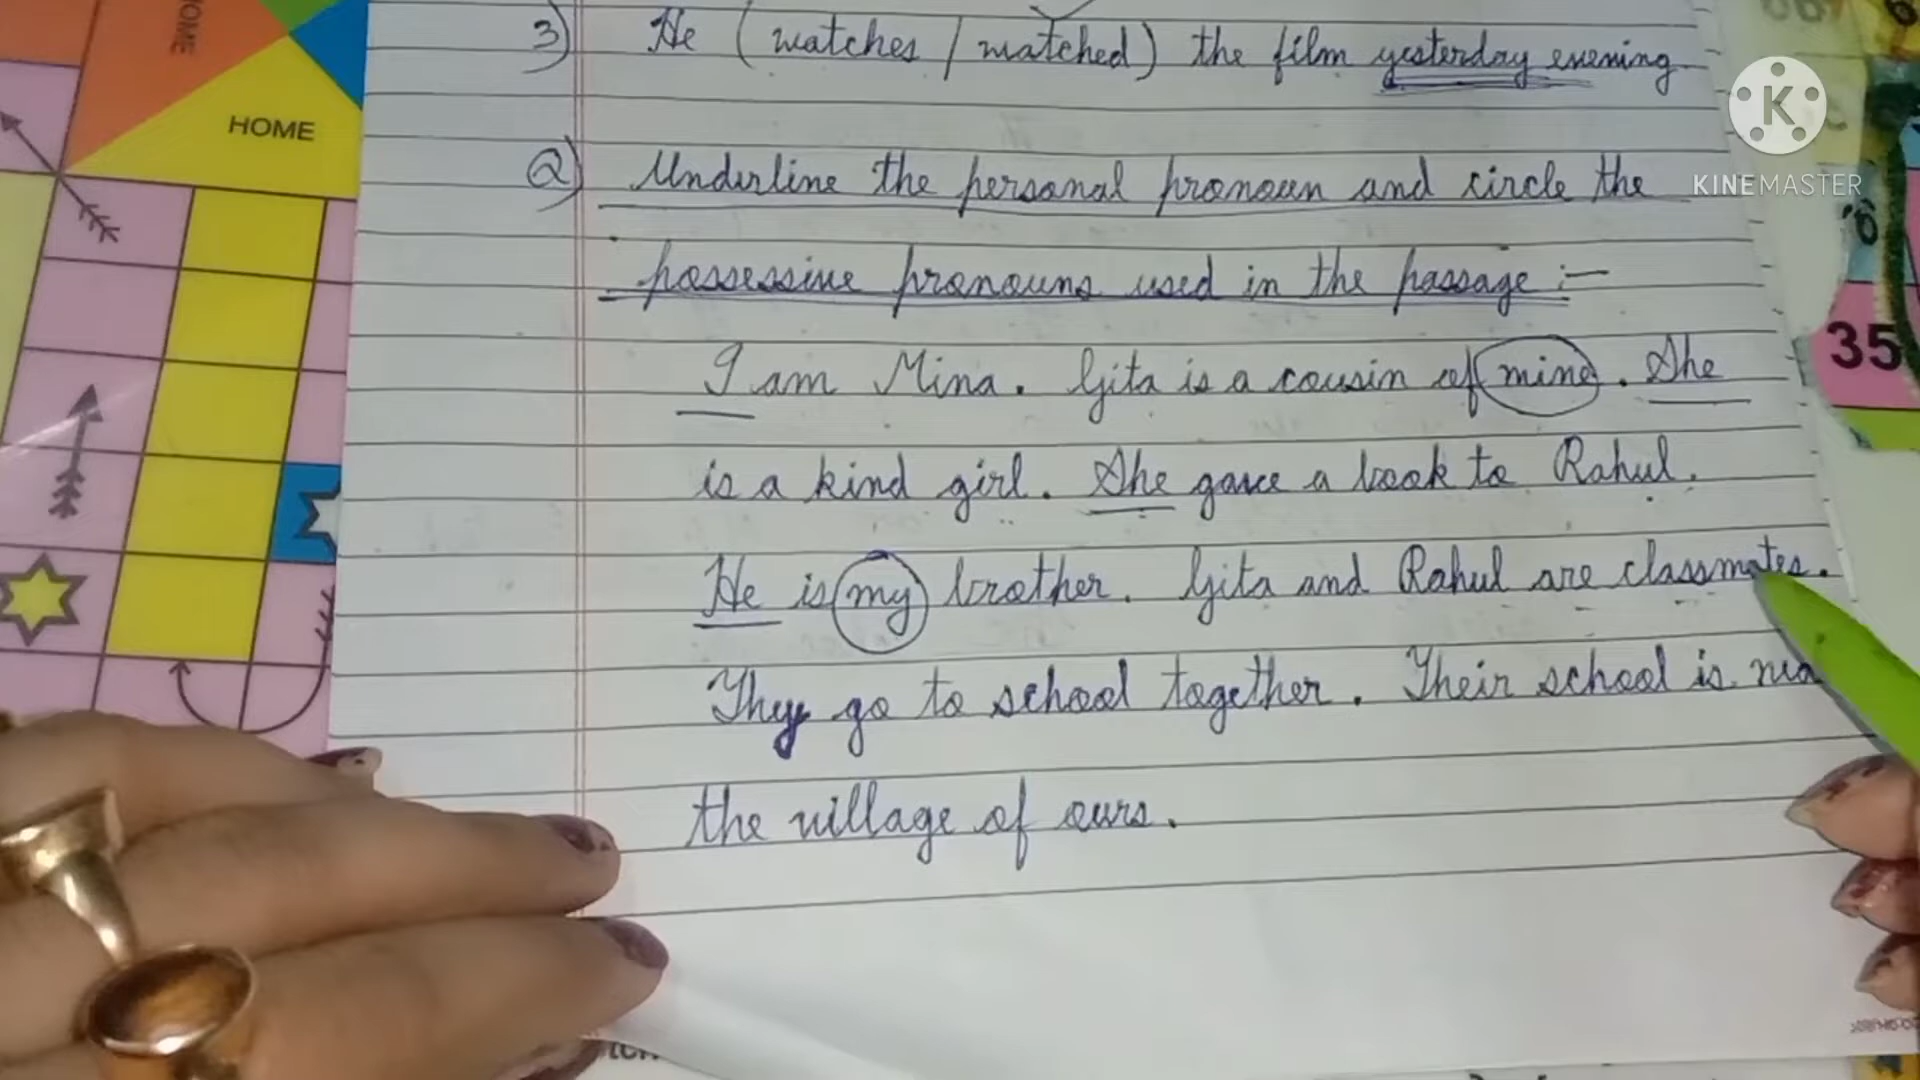 HOME
HOME
3) He (watches / watched) the film yesterday evening
KINEMASTER
Q) Underline the personal pronoun and circle the
possessive pronouns used in the passage :-
I am Mina. Gita is a cousin of mine. She
35
is a kind girl. She gave a book to Rahul.
He is my brother. Gita and Rahul are classmates.
They go to school together. Their school is nea
the village of ours.